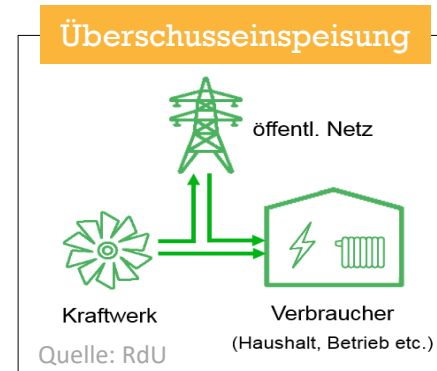 Überschusseinspeisung
öffentl. Netz
Kraftwerk
Verbraucher
(Haushalt, Betrieb etc.)
Quelle: RdU